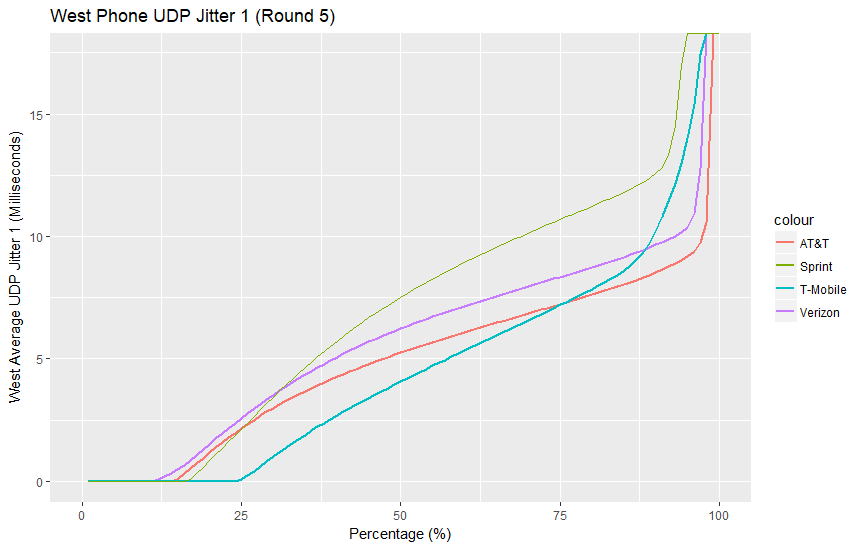 West Phone UDP Jitter 1 (Round 5)
West Average UDP Jitter 1 (Milliseconds)
15
10
5
0
0 25 50 75 100
Percentage (%)
colour
AT&T
Sprint
T-Mobile
Verizon